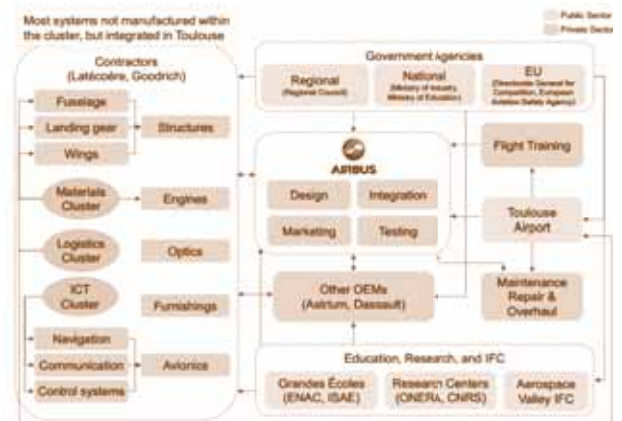 Most systems not manufactured within
the cluster, but integrated in Toulouse
Public Sector
Private Sector
Contractors
(Latécoère, Goodrich)
Fuselage
Landing gear
Wings
Structures
Materials
Cluster
Engines
Logistics
Cluster
Optics
ICT
Cluster
Furnishings
Navigation
Communication
Control systems
Avionics
Government Agencies
Regional
(Regional Council)
National
(Ministry of Industry,
Ministry of Education)
EU
(Directorate General for
Competition, European
Aviation Safety Agency)
AIRBUS
Design
Integration
Marketing
Testing
Flight Training
Toulouse
Airport
Maintenance
Repair &
Overhaul
Other OEMs
(Astrium, Dassault)
Education, Research, and IFC
Grandes Écoles
(ENAC, ISAE)
Research Centers
(ONERA, CNRS)
Aerospace
Valley IFC